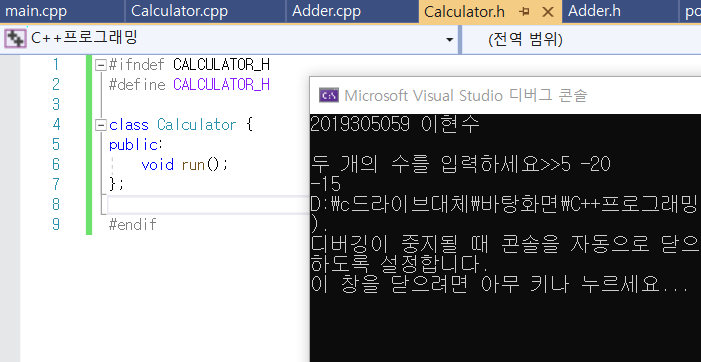 main.cpp Calculator.cpp Adder.cpp Calculator.h Adder.h
C++프로그래밍 (전역 범위)
1 #ifndef CALCULATOR_H
2 #define CALCULATOR_H
3
4 class Calculator {
5 public:
6 void run();
7 };
8
9 #endif
Microsoft Visual Studio 디버그 콘솔
2019305059 이현수
두 개의 수를 입력하세요>>5 -20
-15
D:\c드라이브대체\바탕화면\C++프로그래밍
).
디버깅이 중지될 때 콘솔을 자동으로 닫으
하도록 설정합니다.
이 창을 닫으려면 아무 키나 누르세요...